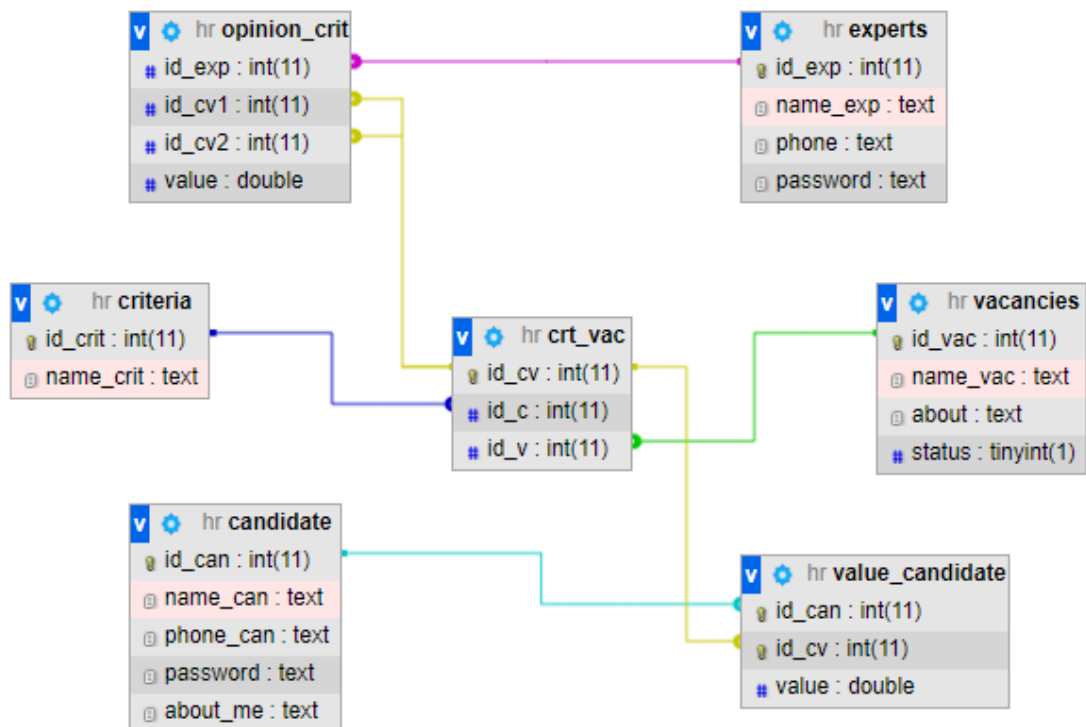 v hr opinion_crit
# id_exp : int(11)
# id_cv1 : int(11)
# id_cv2 : int(11)
# value : double
v hr experts
id_exp : int(11)
name_exp : text
phone : text
password : text
v hr criteria
id_crit : int(11)
name_crit : text
v hr crt_vac
id_cv : int(11)
# id_c : int(11)
# id_v : int(11)
v hr vacancies
id_vac : int(11)
name_vac : text
about : text
# status : tinyint(1)
v hr candidate
id_can : int(11)
name_can : text
phone_can : text
password : text
about_me : text
v hr value_candidate
id_can : int(11)
id_cv : int(11)
# value : double